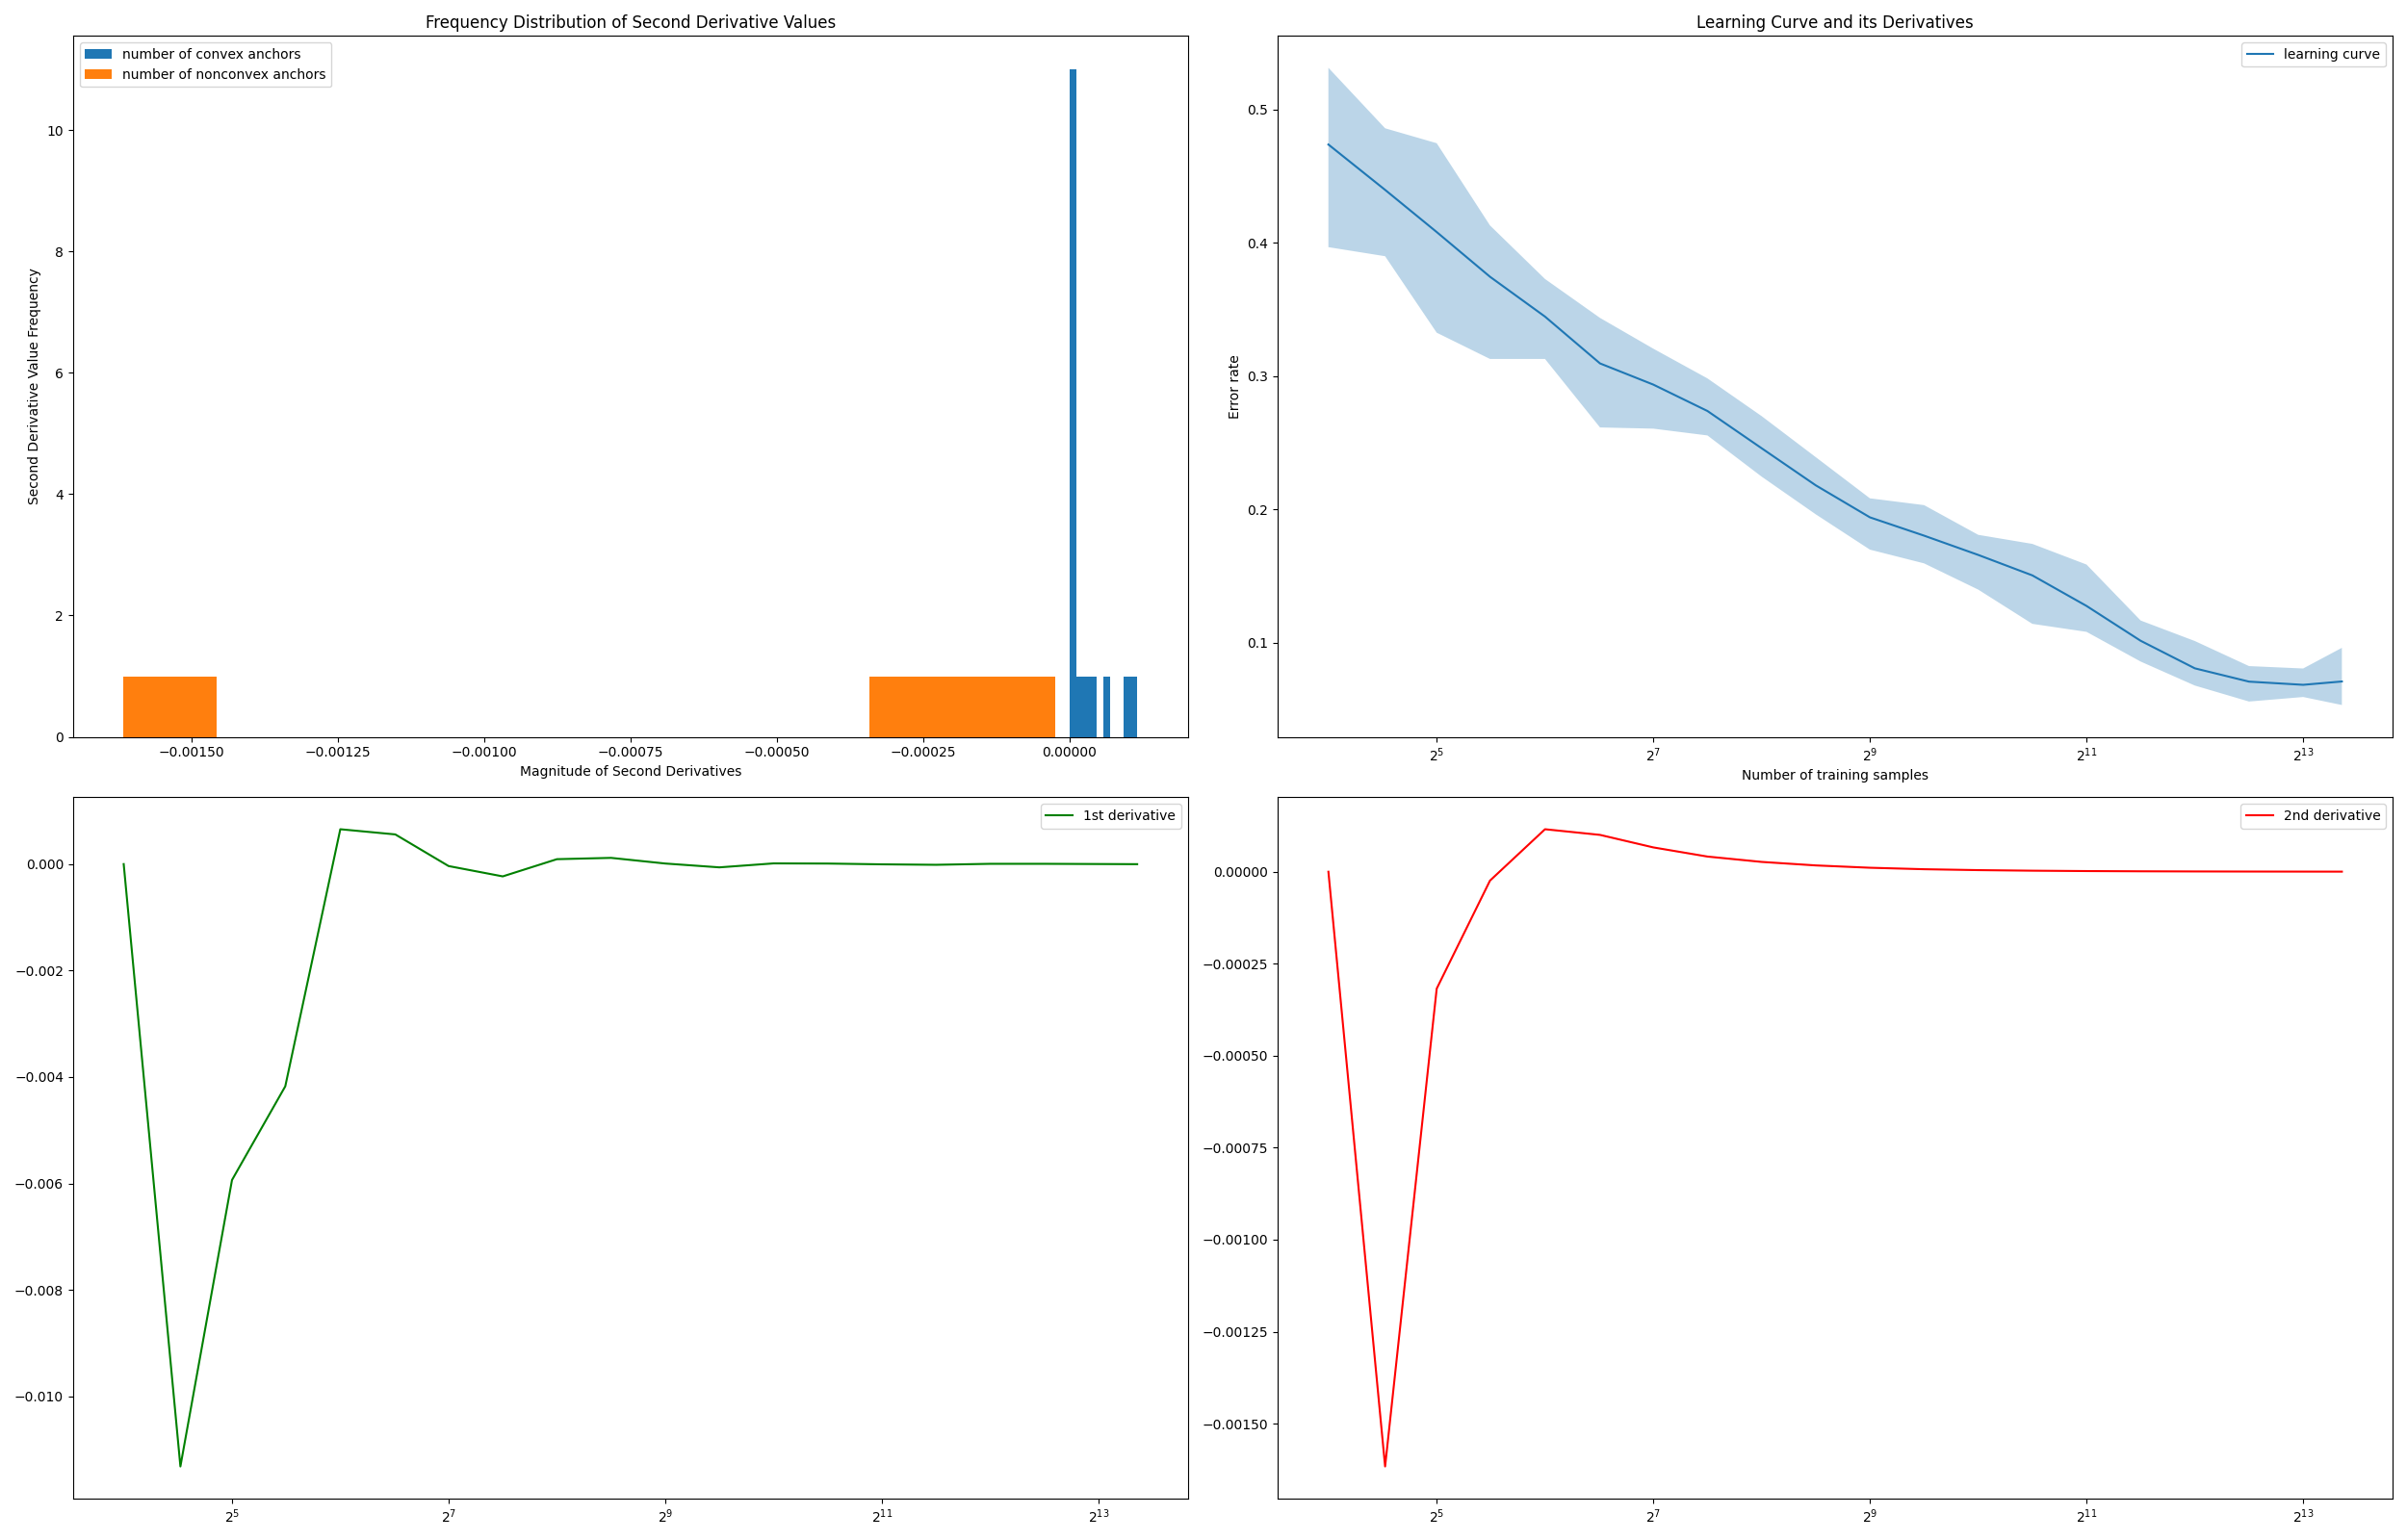 Frequency Distribution of Second Derivative Values
number of convex anchors
number of nonconvex anchors
10
8
6
4
2
0
Second Derivative Value Frequency
−0.00150 −0.00125 −0.00100 −0.00075 −0.00050 −0.00025 0.00000
Magnitude of Second Derivatives
Learning Curve and its Derivatives
learning curve
0.5
0.4
0.3
0.2
0.1
Error rate
2^5 2^7 2^9 2^11 2^13
Number of training samples
1st derivative
0.000
−0.002
−0.004
−0.006
−0.008
−0.010
2^5 2^7 2^9 2^11 2^13
2nd derivative
0.00000
−0.00025
−0.00050
−0.00075
−0.00100
−0.00125
−0.00150
2^5 2^7 2^9 2^11 2^13